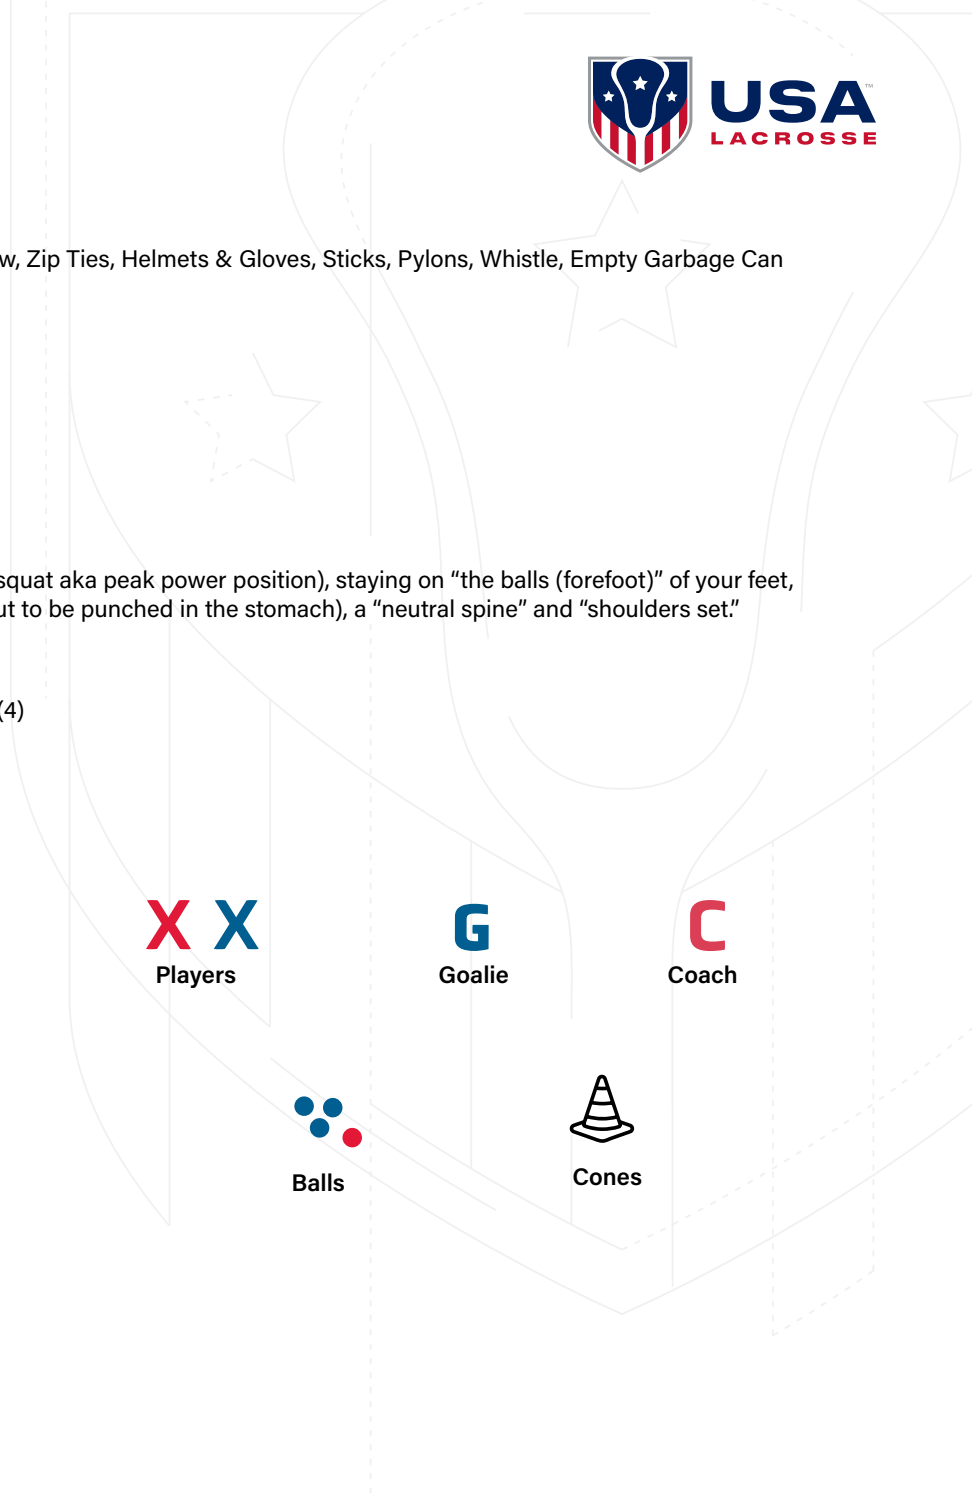 USA
™
LACROSSE
w, Zip Ties, Helmets & Gloves, Sticks, Pylons, Whistle, Empty Garbage Can
squat aka peak power position), staying on “the balls (forefoot)” of your feet,
ut to be punched in the stomach), a “neutral spine” and “shoulders set.”
(4)
X X G C
Players Goalie Coach
Balls Cones